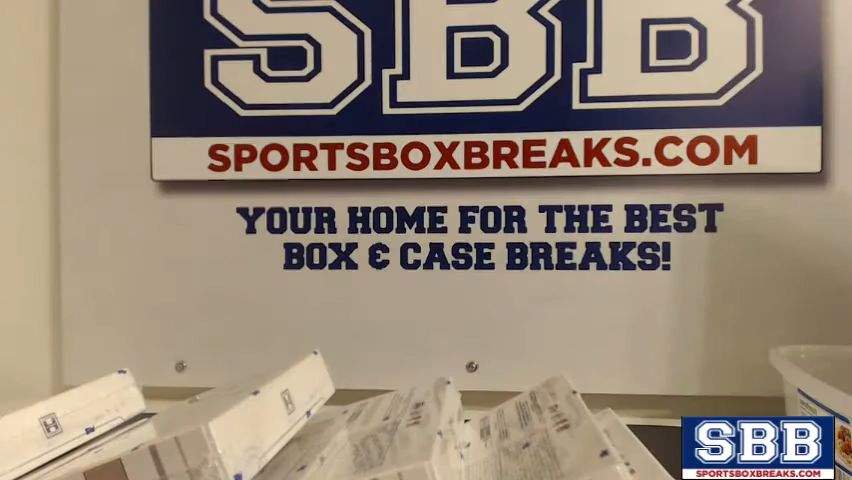 SBB
SPORTSBOXBREAKS.COM
YOUR HOME FOR THE BEST
BOX & CASE BREAKS!
SBB
SPORTSBOXBREAKS.COM